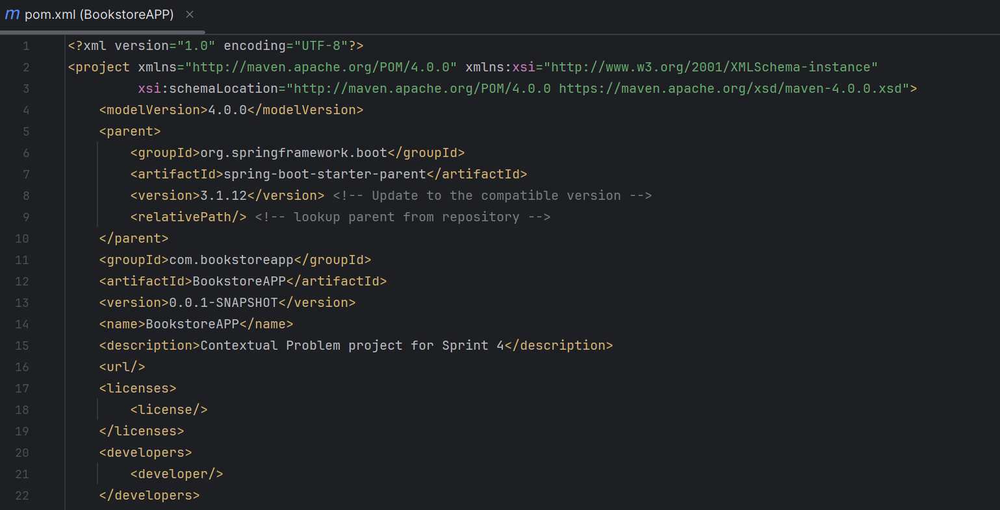 m pom.xml (BookstoreAPP) ×
1 <?xml version="1.0" encoding="UTF-8"?>
2 <project xmlns="http://maven.apache.org/POM/4.0.0" xmlns:xsi="http://www.w3.org/2001/XMLSchema-instance"
3 xsi:schemaLocation="http://maven.apache.org/POM/4.0.0 https://maven.apache.org/xsd/maven-4.0.0.xsd">
4 <modelVersion>4.0.0</modelVersion>
5 <parent>
6 <groupId>org.springframework.boot</groupId>
7 <artifactId>spring-boot-starter-parent</artifactId>
8 <version>3.1.12</version> <!-- Update to the compatible version -->
9 <relativePath/> <!-- lookup parent from repository -->
10 </parent>
11 <groupId>com.bookstoreapp</groupId>
12 <artifactId>BookstoreAPP</artifactId>
13 <version>0.0.1-SNAPSHOT</version>
14 <name>BookstoreAPP</name>
15 <description>Contextual Problem project for Sprint 4</description>
16 <url/>
17 <licenses>
18 <license/>
19 </licenses>
20 <developers>
21 <developer/>
22 </developers>